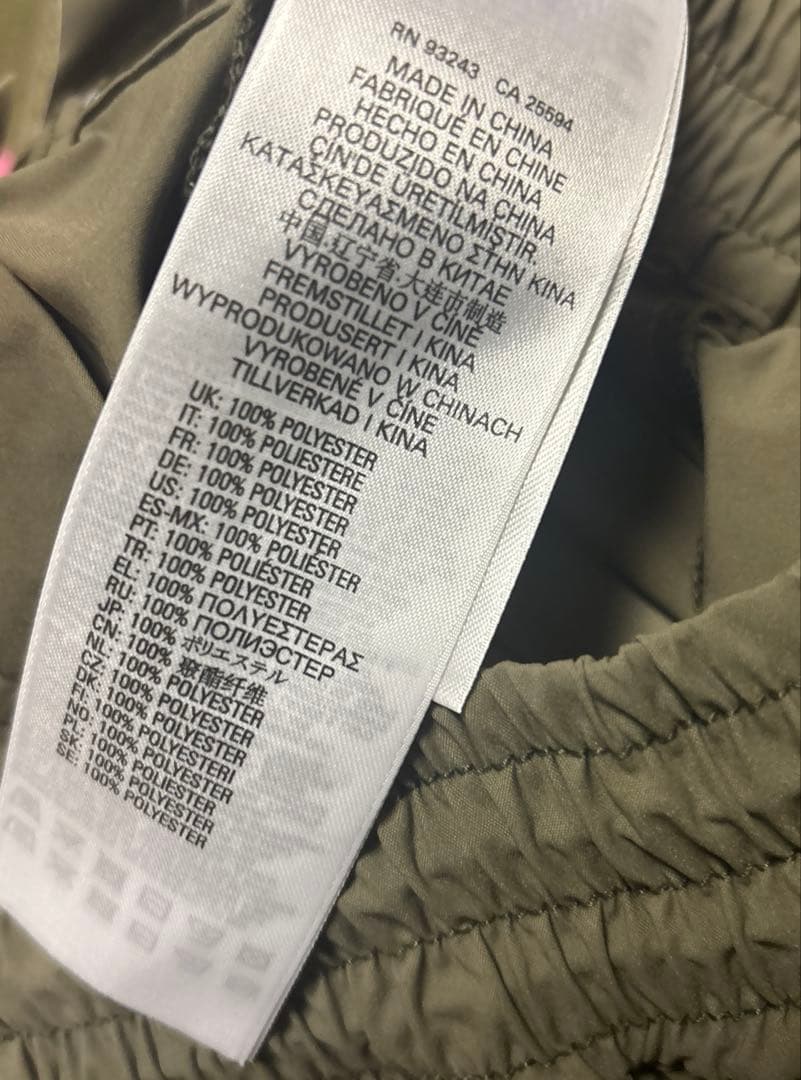 RN 93243 CA 25594
MADE IN CHINA
FABRIQUÉ EN CHINE
HECHO EN CHINA
PRODUZIDO NA CHINA
ÇIN'DE ÜRETILMIŞTIR.
ΚΑΤΑΣΚΕΥΑΣΜΕΝΟ ΣΤΗΝ ΚΙΝΑ
СДЕЛАНО В КИТАЕ
中国.辽宁省大连市制造
VYROBENO V ČÍNĚ
FREMSTILLET I KINA
PRODUSERT I KINA
WYPRODUKOWANO W CHINACH
VYROBENÉ V ČÍNE
TILLVERKAD I KINA
UK: 100% POLYESTER
IT: 100% POLIESTERE
FR: 100% POLYESTER
DE: 100% POLYESTER
US: 100% POLYESTER
ES-MX: 100% POLIÉSTER
PT: 100% POLIÉSTER
TR: 100% POLYESTER
EL: 100% ΠΟΛΥΕΣΤΕΡΑΣ
RU: 100% ПОЛИЭСТЕР
JP: 100% ポリエステル
CN: 100% 聚酯纤维
NL: 100% POLYESTER
CZ: 100% POLYESTER
DK: 100% POLYESTER
FI: 100% POLYESTERI
NO: 100% POLYESTER
PL: 100% POLIESTER
SK: 100% POLYESTER
SE: 100% POLYESTER